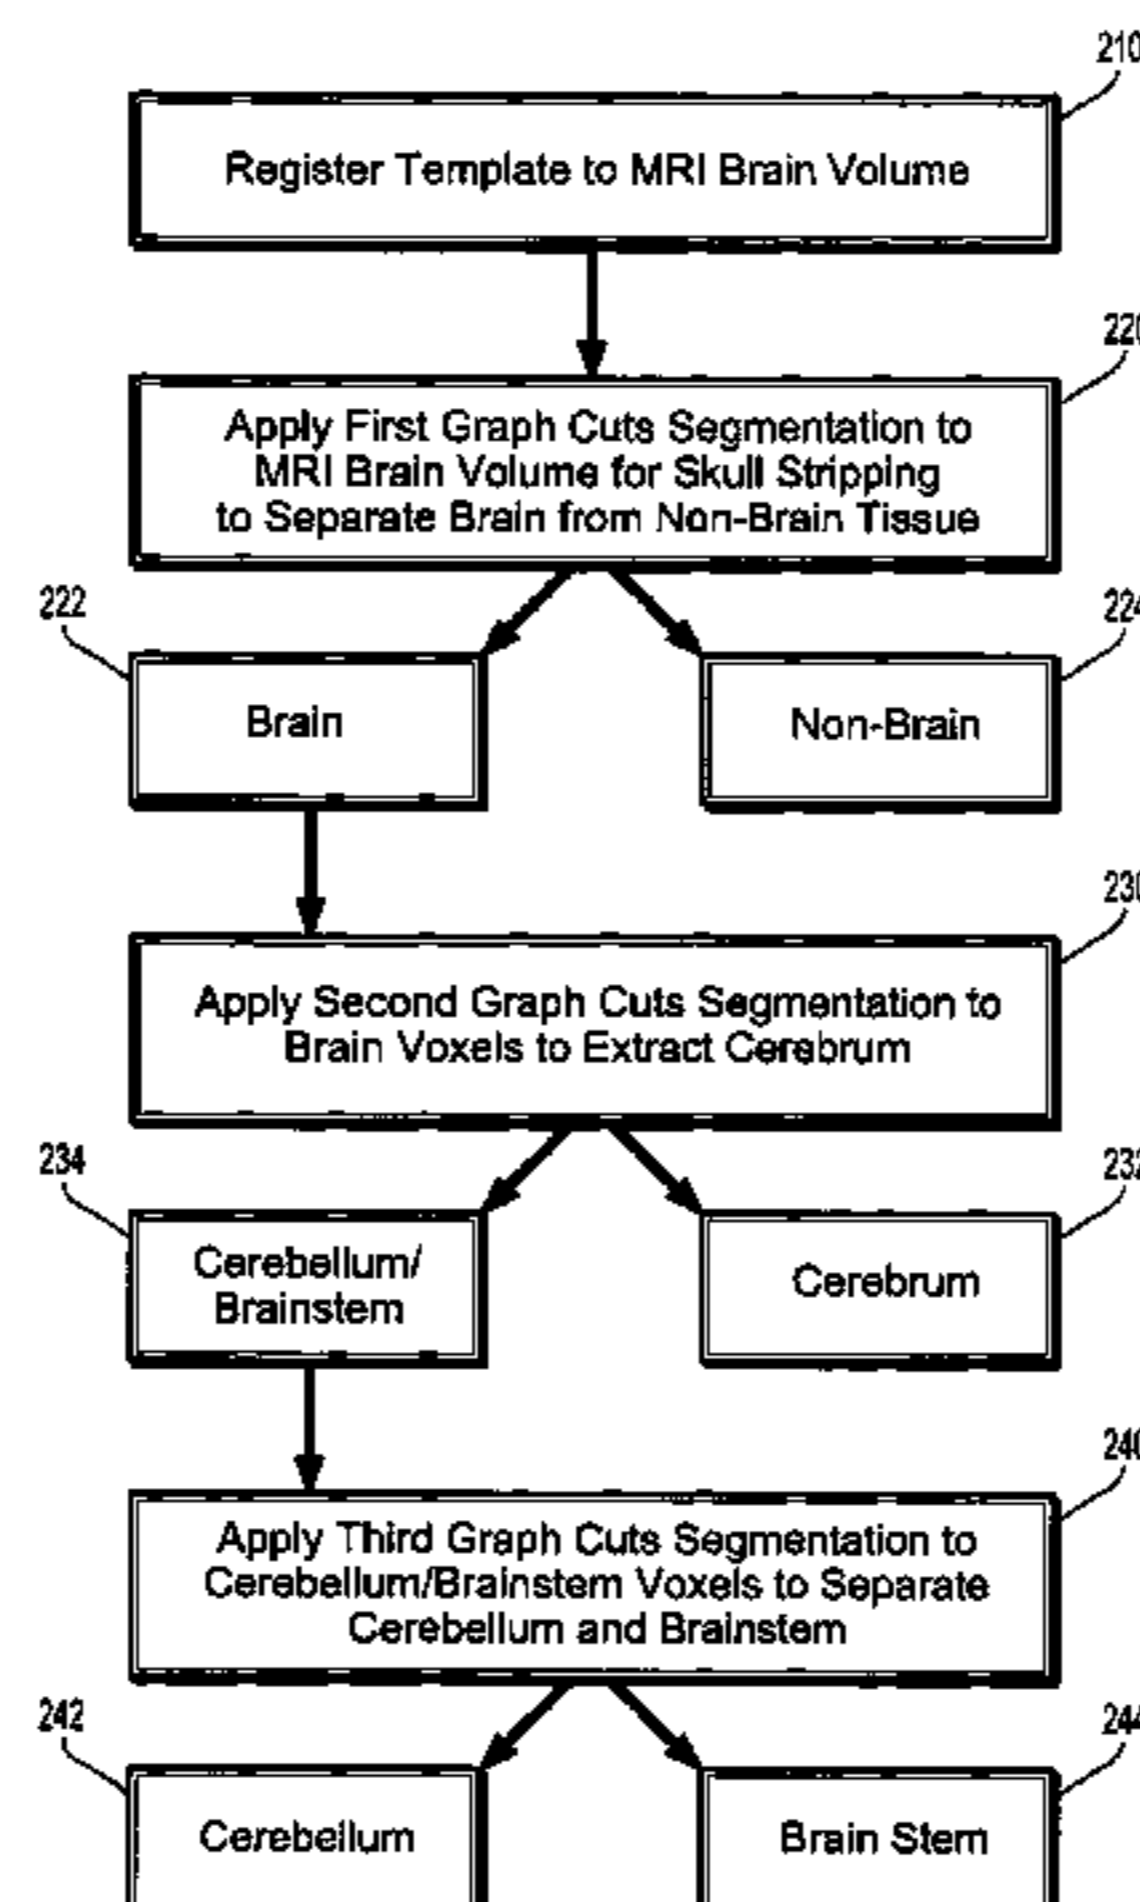 210
Register Template to MRI Brain Volume
220
Apply First Graph Cuts Segmentation to
MRI Brain Volume for Skull Stripping
to Separate Brain from Non-Brain Tissue
222
224
Brain
Non-Brain
230
Apply Second Graph Cuts Segmentation to
Brain Voxels to Extract Cerebrum
234
232
Cerebellum/
Brainstem
Cerebrum
240
Apply Third Graph Cuts Segmentation to
Cerebellum/Brainstem Voxels to Separate
Cerebellum and Brainstem
242
244
Cerebellum
Brain Stem